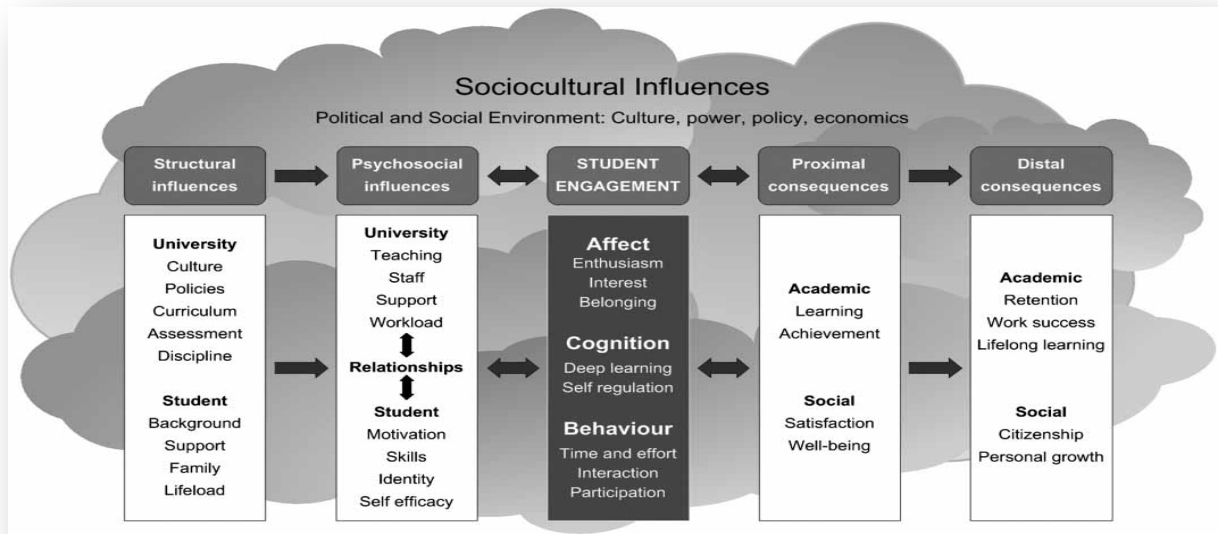 Sociocultural Influences
Political and Social Environment: Culture, power, policy, economics
Structural
influences
Psychosocial
influences
STUDENT
ENGAGEMENT
Proximal
consequences
Distal
consequences
University
Culture
Policies
Curriculum
Assessment
Discipline
Student
Background
Support
Family
Lifeload
University
Teaching
Staff
Support
Workload
Relationships
Student
Motivation
Skills
Identity
Self efficacy
Affect
Enthusiasm
Interest
Belonging
Cognition
Deep learning
Self regulation
Behaviour
Time and effort
Interaction
Participation
Academic
Learning
Achievement
Social
Satisfaction
Well-being
Academic
Retention
Work success
Lifelong learning
Social
Citizenship
Personal growth